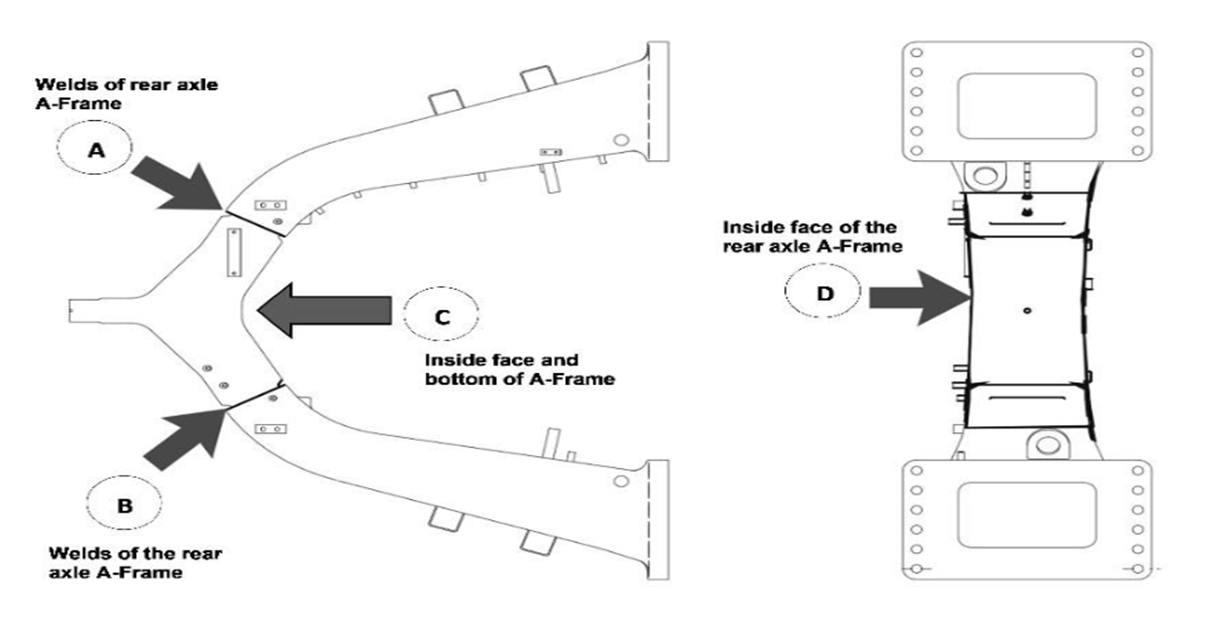 Welds of rear axle
A-Frame
A
C
Inside face and
bottom of A-Frame
B
Welds of the rear
axle A-Frame
Inside face of the
rear axle A-Frame
D